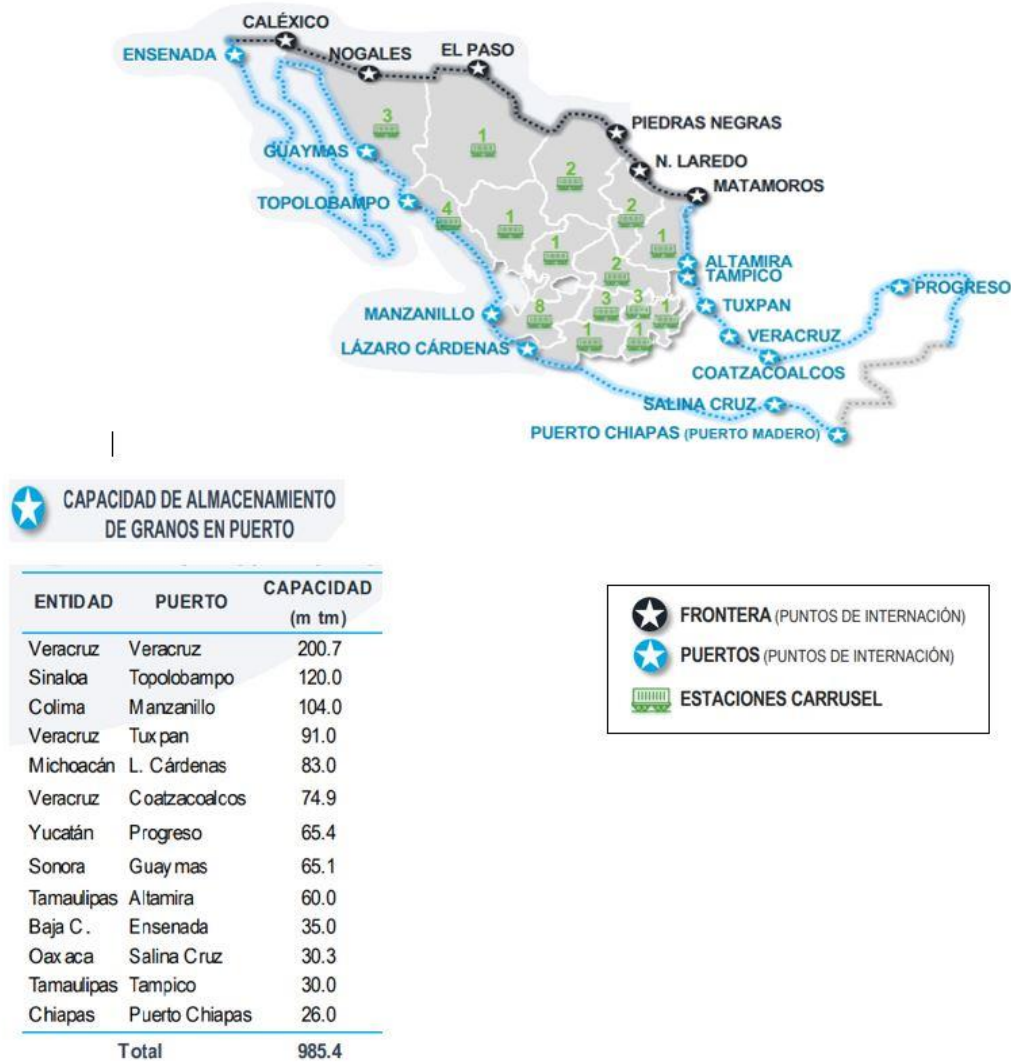 CALÉXICO
ENSENADA
NOGALES
EL PASO
PIEDRAS NEGRAS
3
1
N. LAREDO
GUAYMAS
2
MATAMOROS
TOPOLOBAMPO
4
1
2
1
1
ALTAMIRA
2
TAMPICO
PROGRESO
MANZANILLO
8
3
3
1
TUXPAN
LÁZARO CÁRDENAS
1
1
VERACRUZ
COATZACOALCOS
SALINA CRUZ
PUERTO CHIAPAS (PUERTO MADERO)
CAPACIDAD DE ALMACENAMIENTO
DE GRANOS EN PUERTO
ENTIDAD PUERTO CAPACIDAD
(m tm)
Veracruz Veracruz 200.7
Sinaloa Topolobampo 120.0
Colima Manzanillo 104.0
Veracruz Tuxpan 91.0
Michoacán L. Cárdenas 83.0
Veracruz Coatzacoalcos 74.9
Yucatán Progreso 65.4
Sonora Guaymas 65.1
Tamaulipas Altamira 60.0
Baja C. Ensenada 35.0
Oaxaca Salina Cruz 30.3
Tamaulipas Tampico 30.0
Chiapas Puerto Chiapas 26.0
Total 985.4
FRONTERA (PUNTOS DE INTERNACIÓN)
PUERTOS (PUNTOS DE INTERNACIÓN)
ESTACIONES CARRUSEL